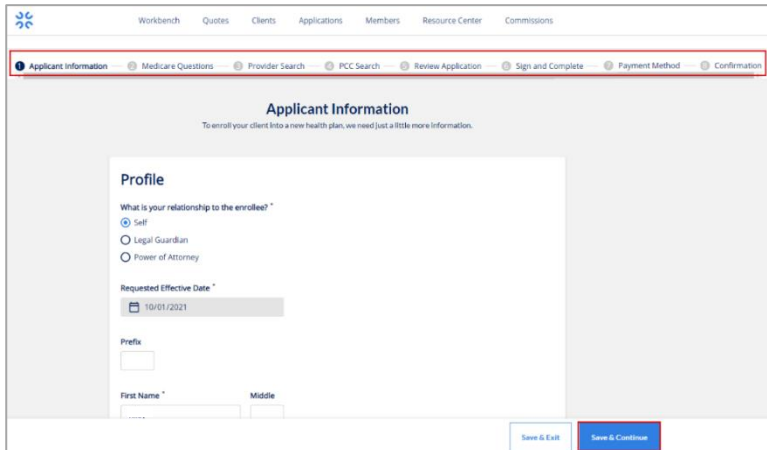 Workbench Quotes Clients Applications Members Resource Center Commissions
1 Applicant Information 2 Medicare Questions 3 Provider Search 4 PCC Search 5 Review Application 6 Sign and Complete 7 Payment Method 8 Confirmation
Applicant Information
To enroll your client into a new health plan, we need just a little more information.
Profile
What is your relationship to the enrollee? *
Self
Legal Guardian
Power of Attorney
Requested Effective Date *
10/01/2021
Prefix
First Name * Middle
Save & Exit Save & Continue